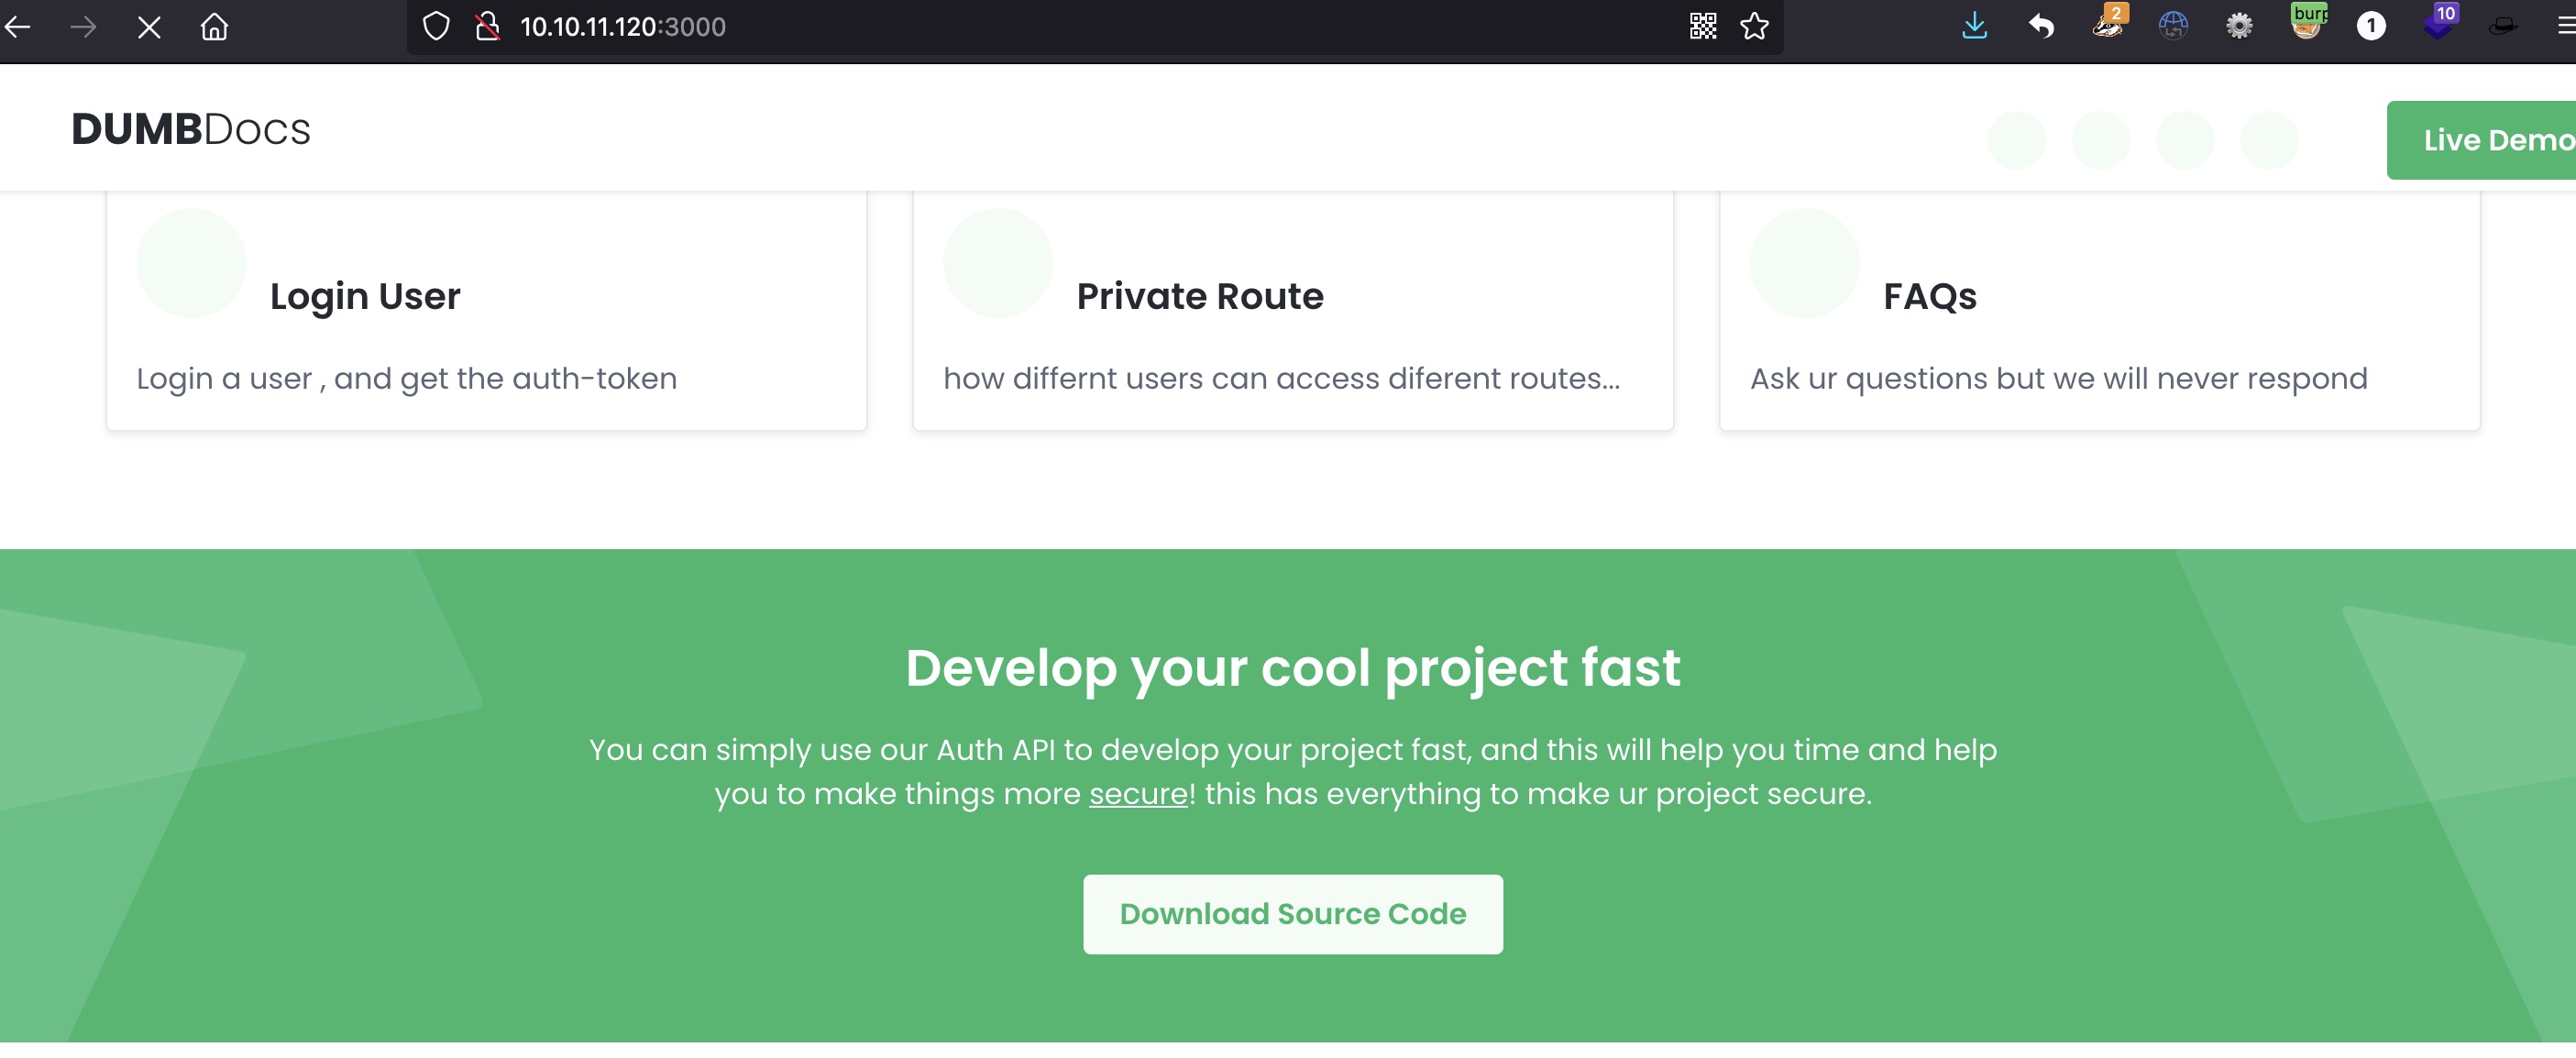 10.10.11.120:3000
2
burp
1
10
DUMBDocs
Live Demo
Login User
Private Route
FAQs
Login a user , and get the auth-token
how differnt users can access diferent routes...
Ask ur questions but we will never respond
Develop your cool project fast
You can simply use our Auth API to develop your project fast, and this will help you time and help
you to make things more secure! this has everything to make ur project secure.
Download Source Code